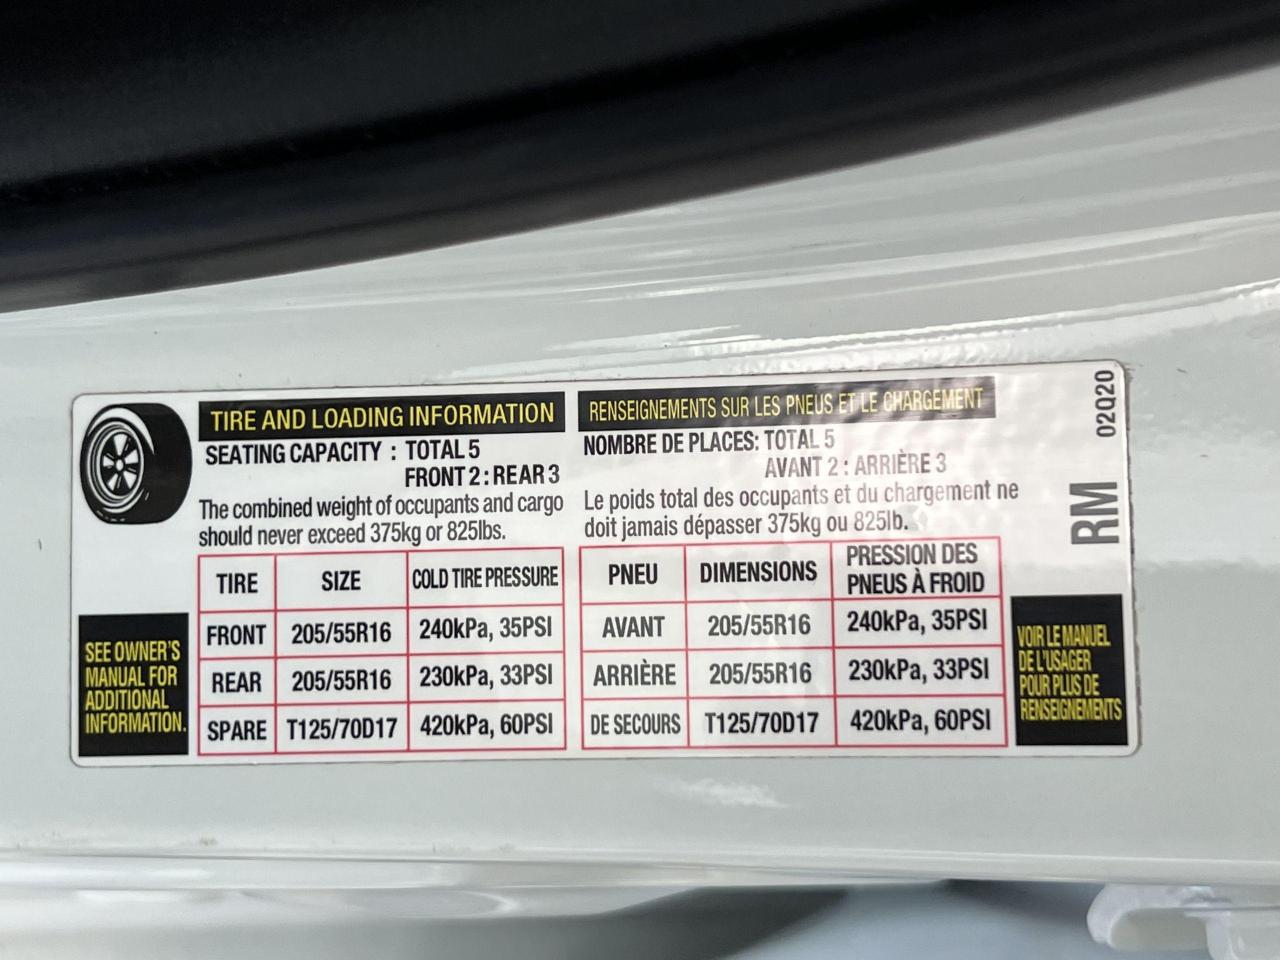 TIRE AND LOADING INFORMATION
SEATING CAPACITY : TOTAL 5
FRONT 2 : REAR 3
The combined weight of occupants and cargo
should never exceed 375kg or 825lbs.
TIRE SIZE COLD TIRE PRESSURE
FRONT 205/55R16 240kPa, 35PSI
REAR 205/55R16 230kPa, 33PSI
SPARE T125/70D17 420kPa, 60PSI
SEE OWNER'S
MANUAL FOR
ADDITIONAL
INFORMATION.
RENSEIGNEMENTS SUR LES PNEUS ET LE CHARGEMENT
NOMBRE DE PLACES: TOTAL 5
AVANT 2 : ARRIÈRE 3
Le poids total des occupants et du chargement ne
doit jamais dépasser 375kg ou 825lb.
PNEU DIMENSIONS PRESSION DES
PNEUS À FROID
AVANT 205/55R16 240kPa, 35PSI
ARRIÈRE 205/55R16 230kPa, 33PSI
DE SECOURS T125/70D17 420kPa, 60PSI
VOIR LE MANUEL
DE L'USAGER
POUR PLUS DE
RENSEIGNEMENTS
RM
02Q20